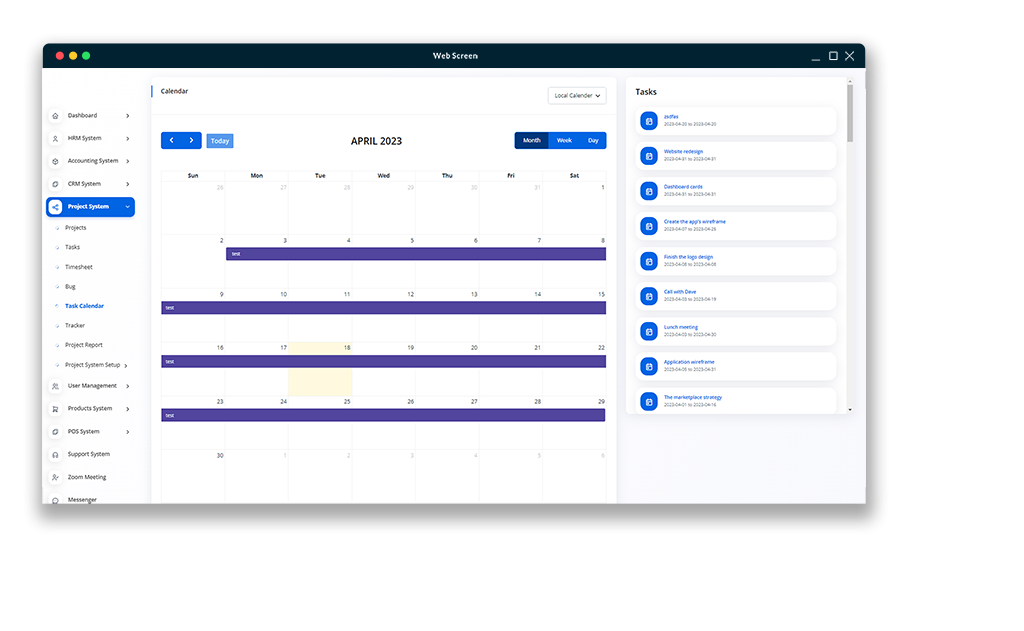 Web Screen
Dashboard
HRM System
Accounting System
CRM System
Project System
Projects
Tasks
Timesheet
Bug
Task Calendar
Tracker
Project Report
Project System Setup
User Management
Products System
POS System
Support System
Zoom Meeting
Messenger
Calendar
Local Calender
Today
APRIL 2023
Month Week Day
Sun Mon Tue Wed Thu Fri Sat
26 27 28 29 30 31 1
2 3 4 5 6 7 8
test
9 10 11 12 13 14 15
test
16 17 18 19 20 21 22
test
23 24 25 26 27 28 29
test
30 1 2 3 4 5 6
Tasks
zxdfas
2023-04-20 to 2023-04-20
Website redesign
2023-04-31 to 2023-04-31
Dashboard cards
2023-04-31 to 2023-04-31
Create the app's wireframe
2023-04-07 to 2023-04-26
Finish the logo design
2023-04-08 to 2023-04-08
Call with Dave
2023-04-03 to 2023-04-19
Lunch meeting
2023-04-03 to 2023-04-30
Application wireframe
2023-04-05 to 2023-04-31
The marketplace strategy
2023-04-01 to 2023-04-16